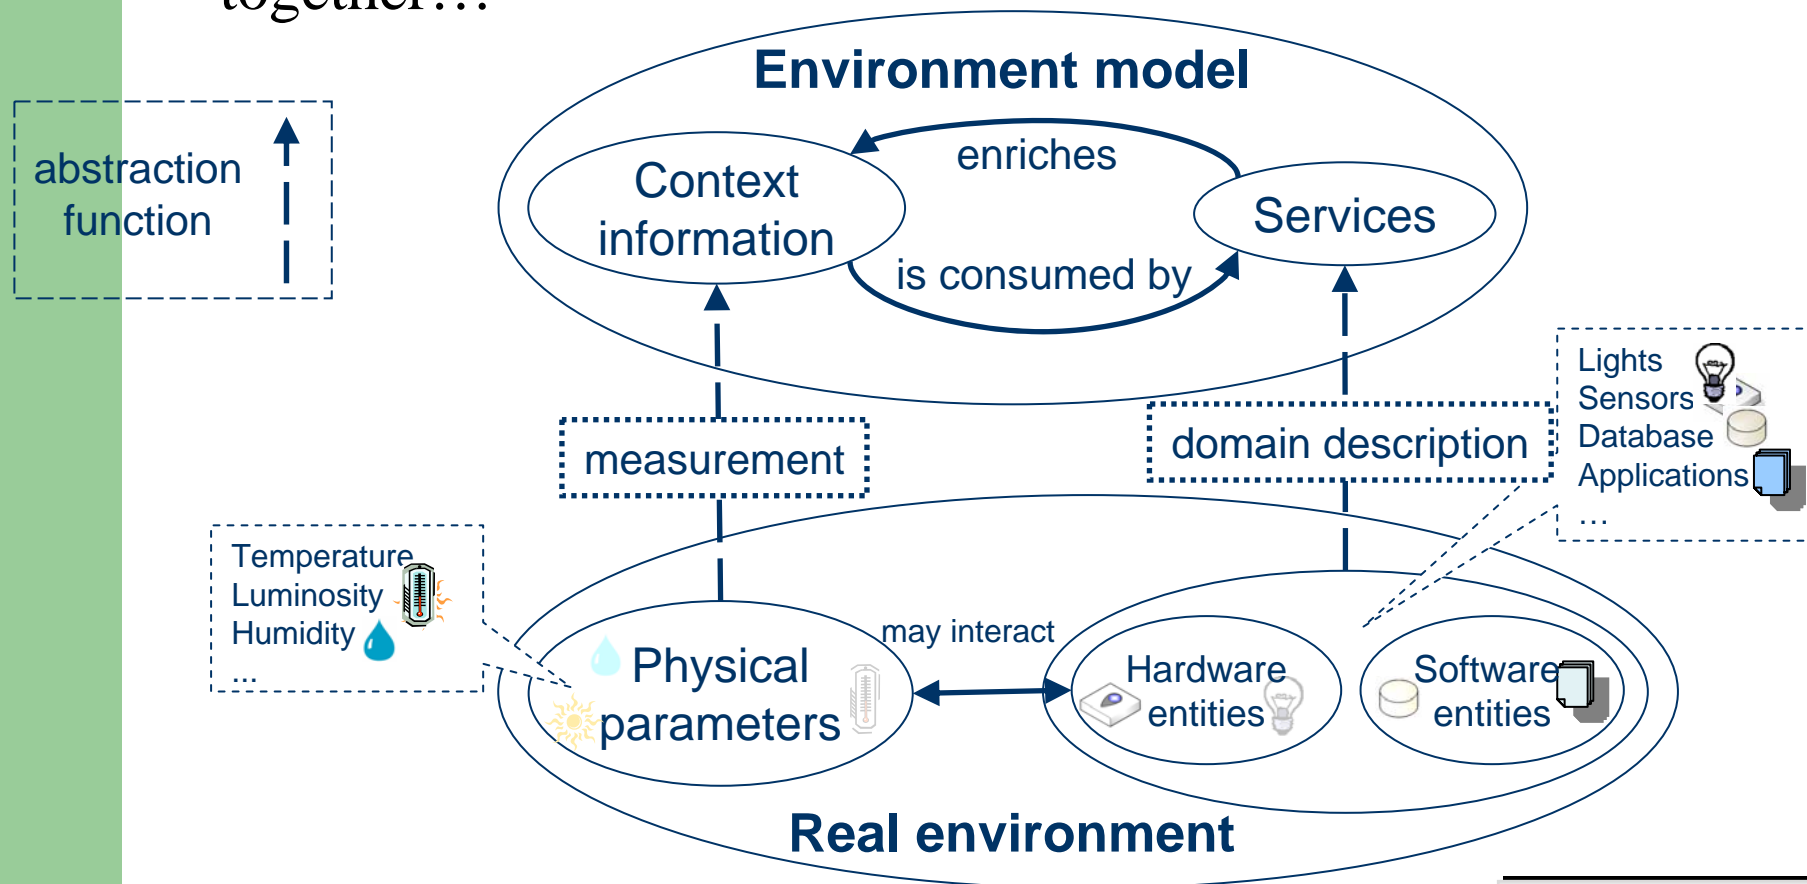 together…
Environment model
abstraction
function
Context
information
enriches
Services
is consumed by
Lights
Sensors
Database
Applications
…
measurement
domain description
Temperature
Luminosity
Humidity
...
Physical
parameters
may interact
Hardware
entities
Software
entities
Real environment